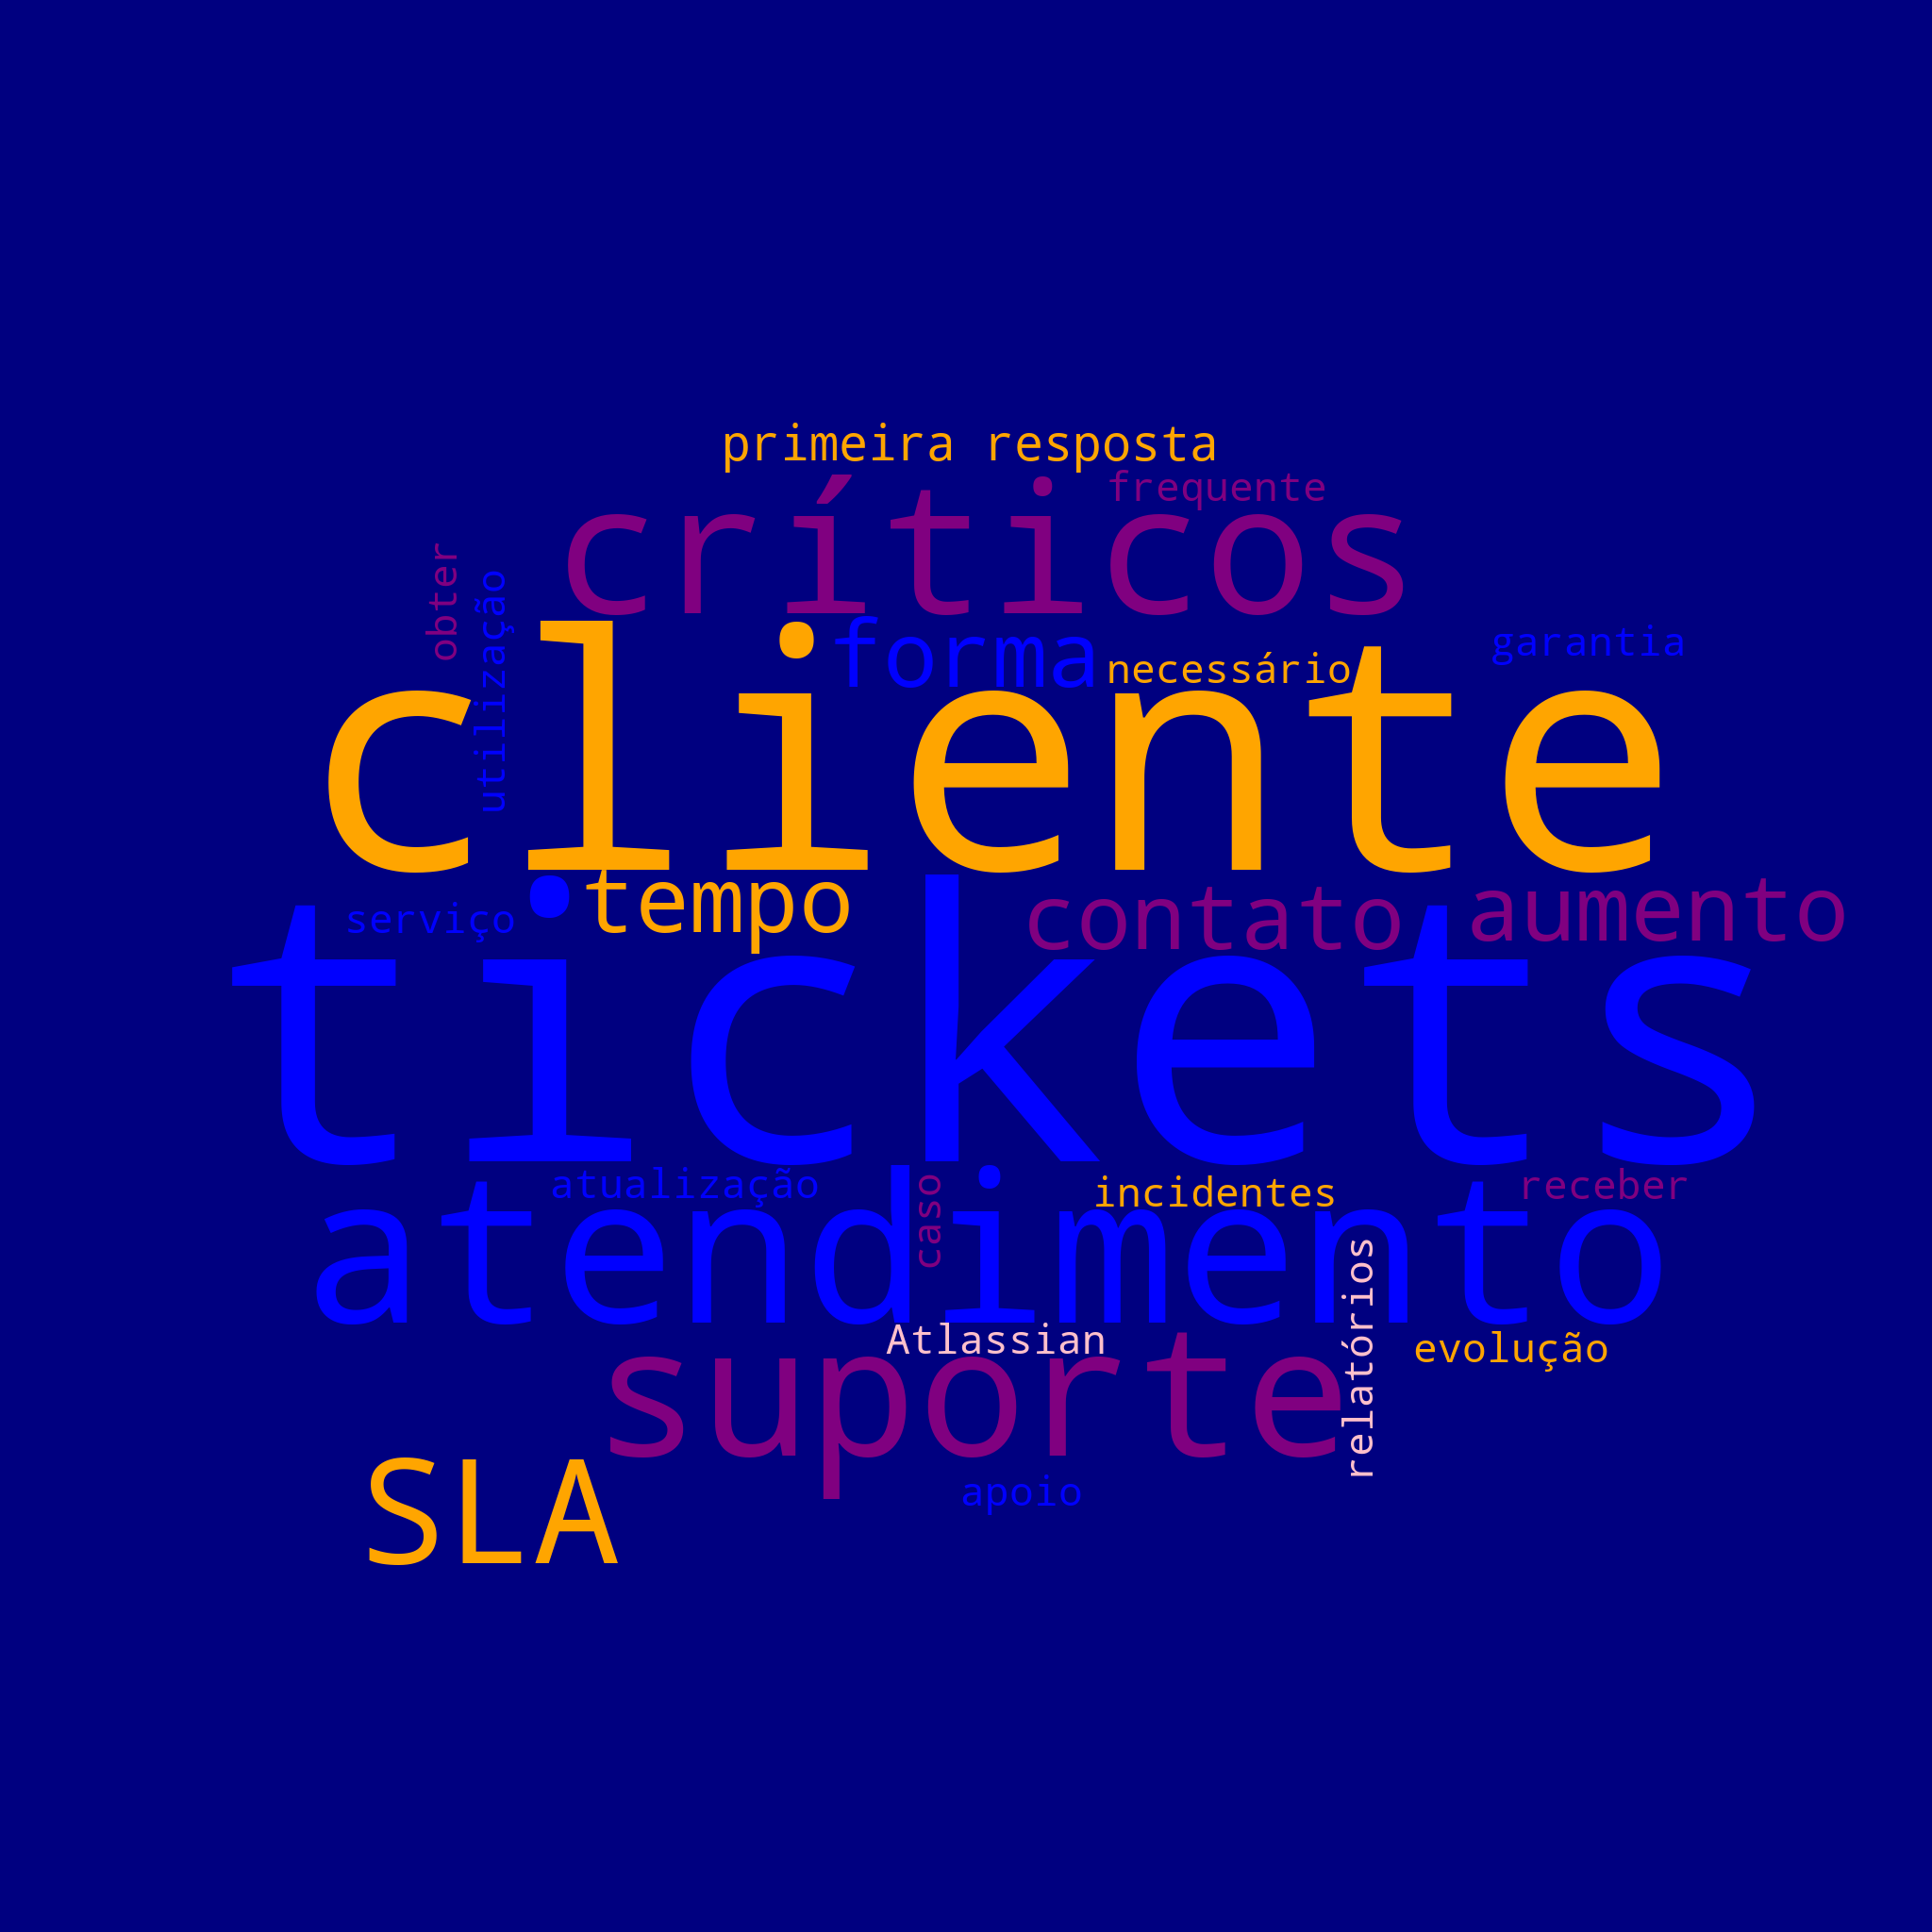 primeira resposta
frequente
críticos
obter
utilização
forma
necessário
garantia
cliente
tempo
serviço
contato
aumento
tickets
atualização
caso
incidentes
receber
atendimento
relatórios
Atlassian
evolução
suporte
SLA
apoio